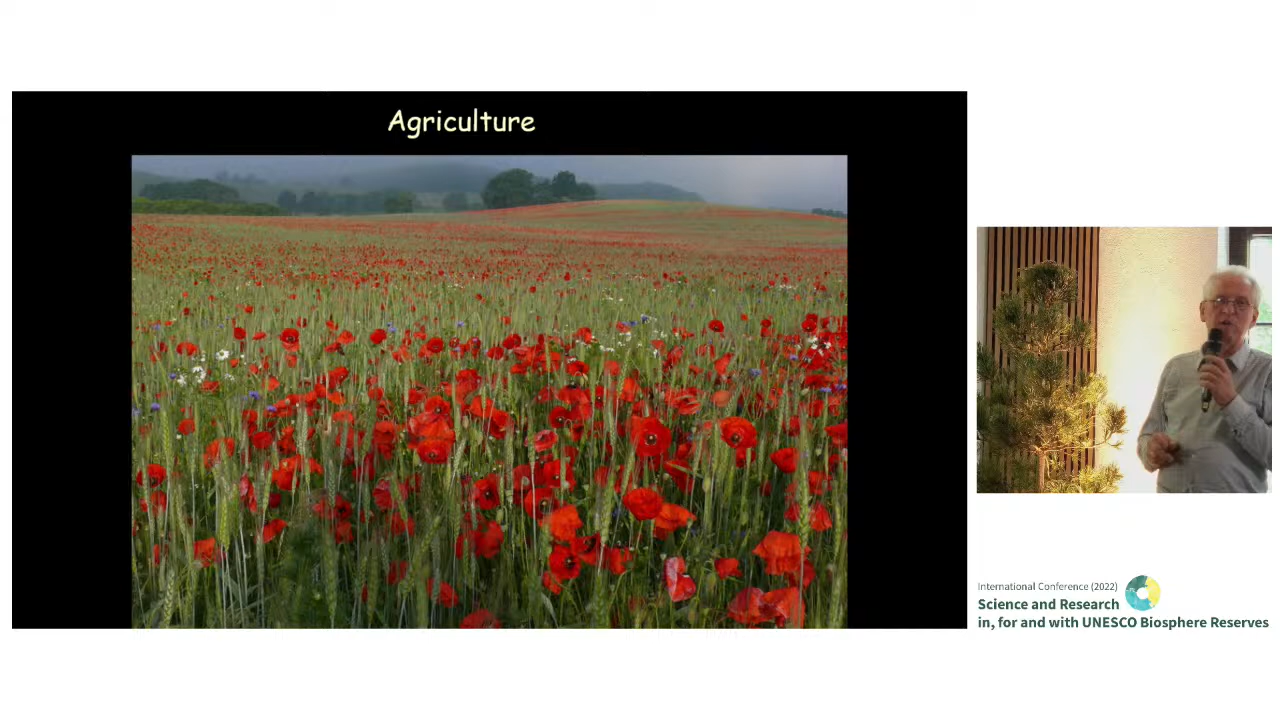 Agriculture
International Conference (2022)
Science and Research
in, for and with UNESCO Biosphere Reserves